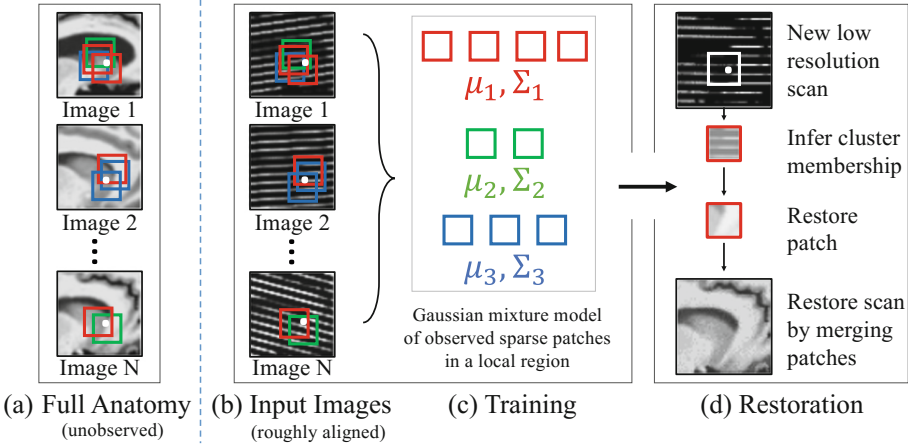 Image 1
Image 2
Image N
(a) Full Anatomy
(unobserved)
Image 1
Image 2
Image N
(b) Input Images
(roughly aligned)
μ1, Σ1
μ2, Σ2
μ3, Σ3
Gaussian mixture model
of observed sparse patches
in a local region
(c) Training
New low
resolution
scan
Infer cluster
membership
Restore
patch
Restore scan
by merging
patches
(d) Restoration